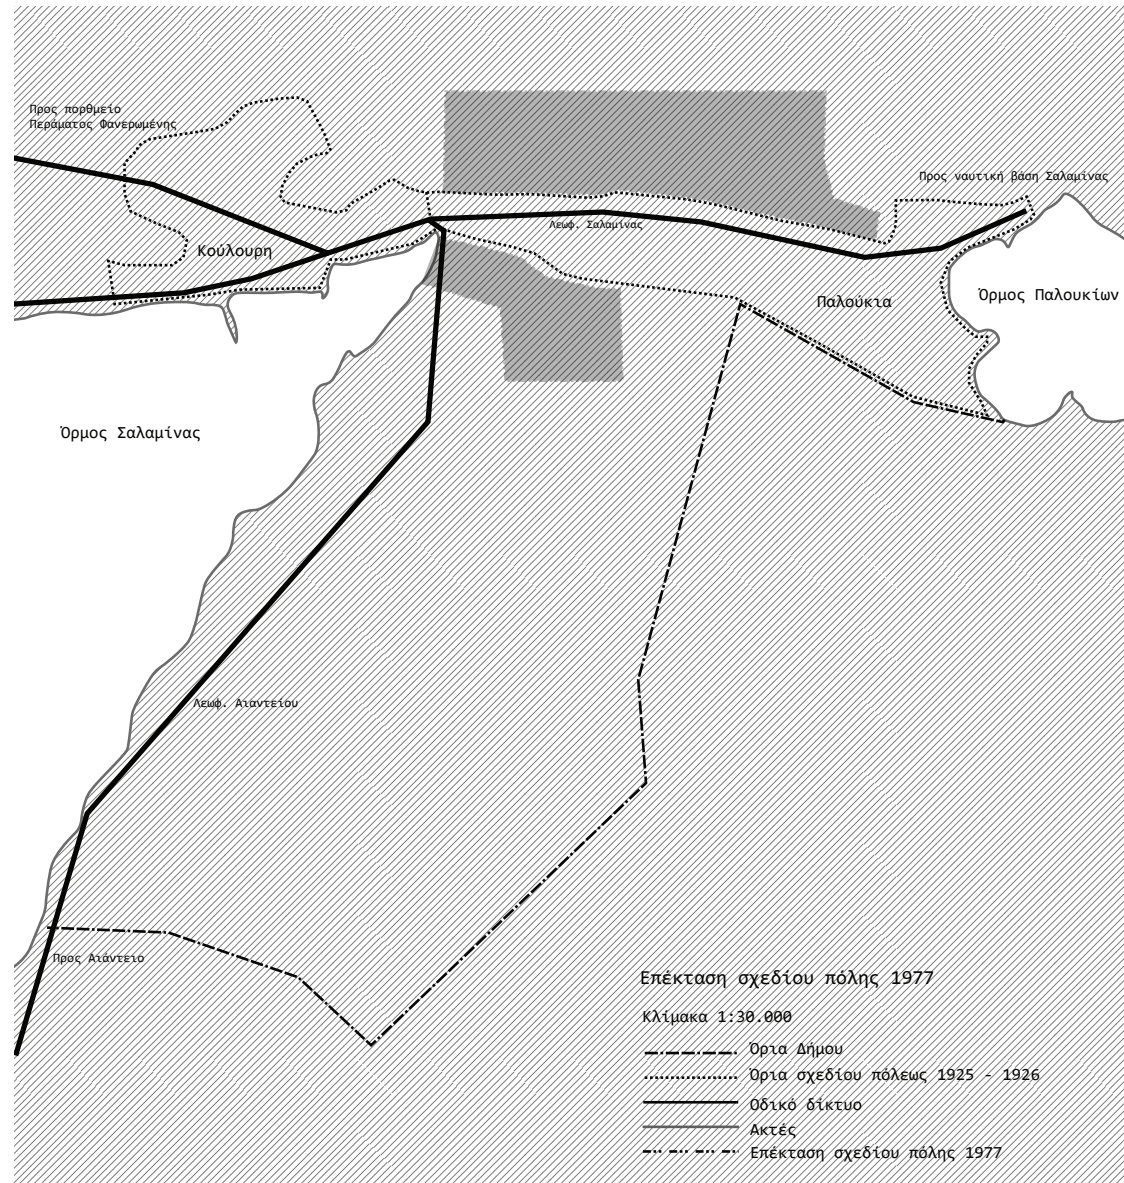 Προς πορθμείο
Περάματος Φανερωμένης
Προς ναυτική βάση Σαλαμίνας
Λεωφ. Σαλαμίνας
Κούλουρη
Παλούκια
Όρμος Παλουκίων
Όρμος Σαλαμίνας
Λεωφ. Αιαντείου
Προς Αιάντειο
Επέκταση σχεδίου πόλης 1977
Κλίμακα 1:30.000
Όρια Δήμου
Όρια σχεδίου πόλεως 1925 - 1926
Οδικό δίκτυο
Ακτές
Επέκταση σχεδίου πόλης 1977